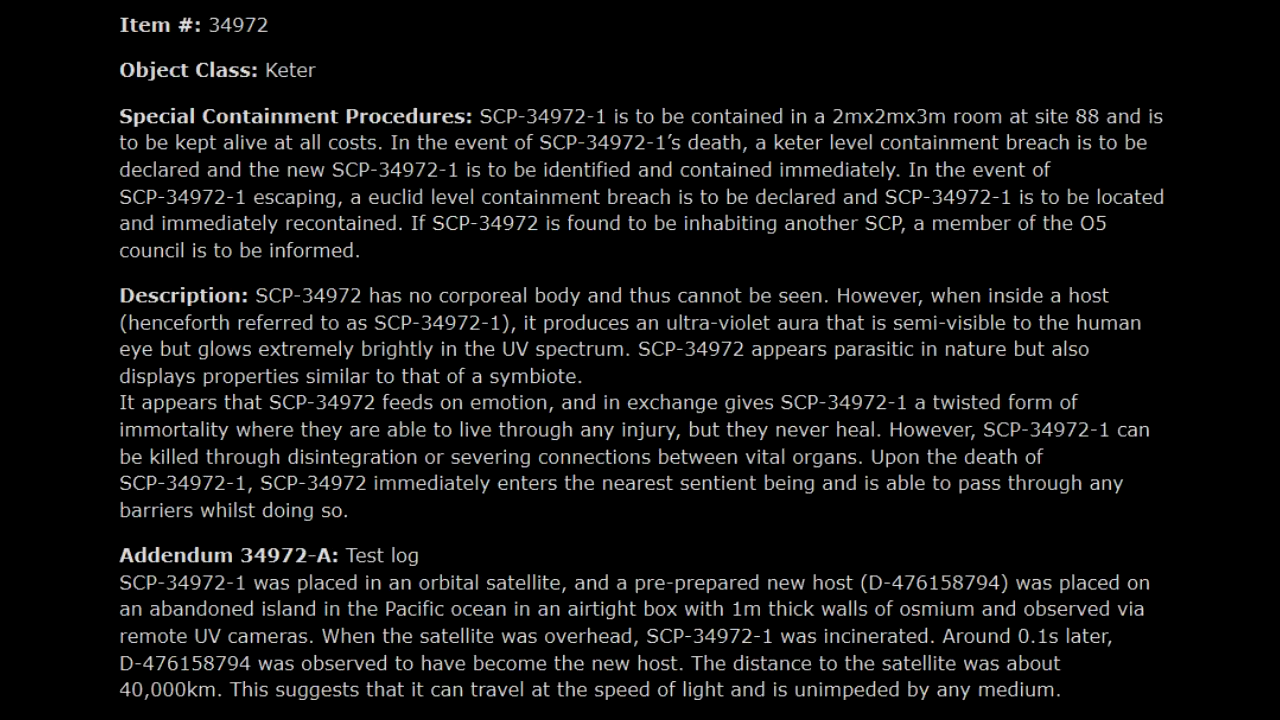 Item #: 34972
Object Class: Keter
Special Containment Procedures: SCP-34972-1 is to be contained in a 2mx2mx3m room at site 88 and is
to be kept alive at all costs. In the event of SCP-34972-1’s death, a keter level containment breach is to be
declared and the new SCP-34972-1 is to be identified and contained immediately. In the event of
SCP-34972-1 escaping, a euclid level containment breach is to be declared and SCP-34972-1 is to be located
and immediately recontained. If SCP-34972 is found to be inhabiting another SCP, a member of the O5
council is to be informed.
Description: SCP-34972 has no corporeal body and thus cannot be seen. However, when inside a host
(henceforth referred to as SCP-34972-1), it produces an ultra-violet aura that is semi-visible to the human
eye but glows extremely brightly in the UV spectrum. SCP-34972 appears parasitic in nature but also
displays properties similar to that of a symbiote.
It appears that SCP-34972 feeds on emotion, and in exchange gives SCP-34972-1 a twisted form of
immortality where they are able to live through any injury, but they never heal. However, SCP-34972-1 can
be killed through disintegration or severing connections between vital organs. Upon the death of
SCP-34972-1, SCP-34972 immediately enters the nearest sentient being and is able to pass through any
barriers whilst doing so.
Addendum 34972-A: Test log
SCP-34972-1 was placed in an orbital satellite, and a pre-prepared new host (D-476158794) was placed on
an abandoned island in the Pacific ocean in an airtight box with 1m thick walls of osmium and observed via
remote UV cameras. When the satellite was overhead, SCP-34972-1 was incinerated. Around 0.1s later,
D-476158794 was observed to have become the new host. The distance to the satellite was about
40,000km. This suggests that it can travel at the speed of light and is unimpeded by any medium.